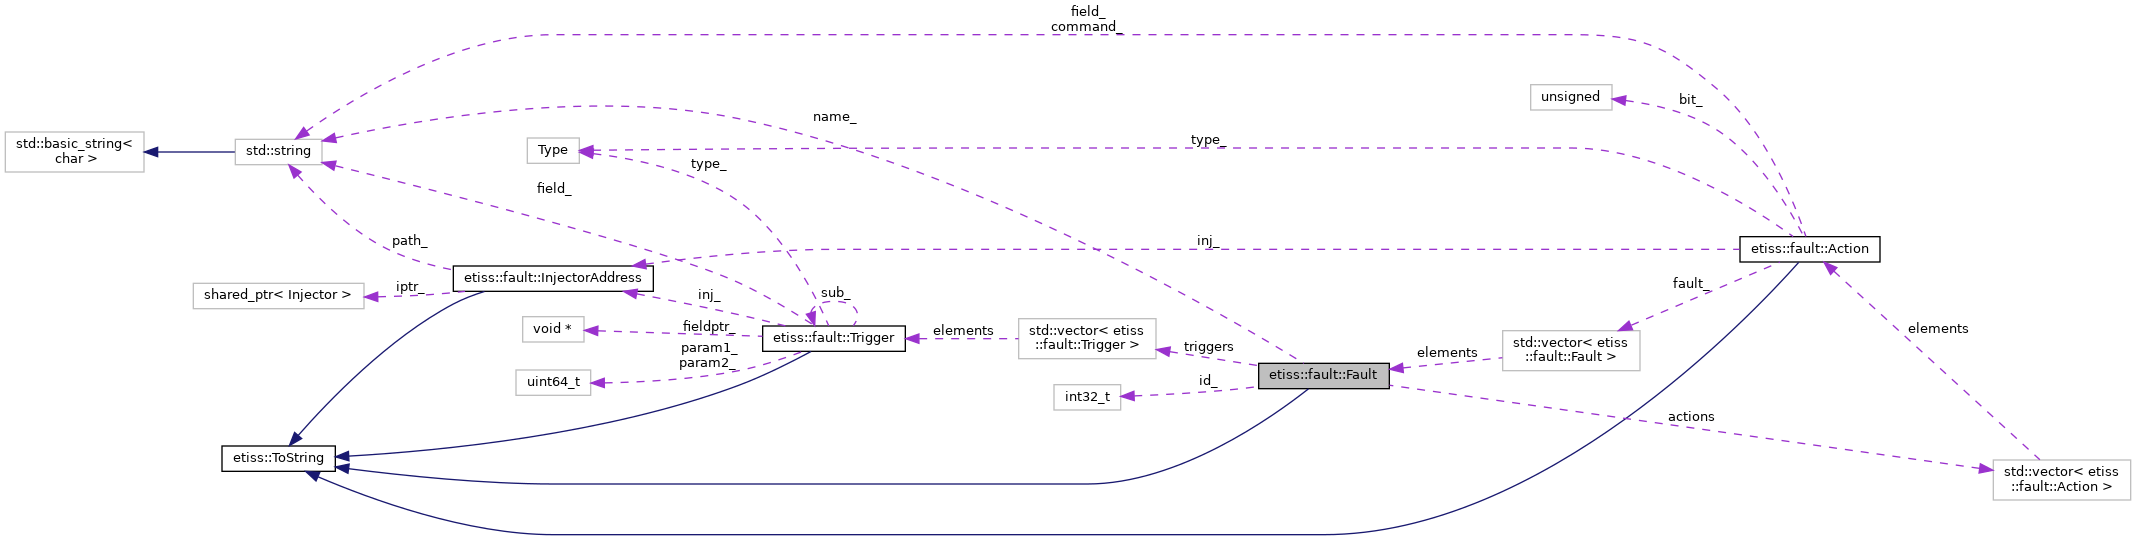 field_
command_
unsigned
bit_
name_
std::basic_string<
char >
std::string
Type
type_
type_
field_
path_
inj_
etiss::fault::Action
etiss::fault::InjectorAddress
iptr_
shared_ptr< Injector >
inj_
sub_
fault_
void *
fieldptr_
etiss::fault::Trigger
elements
std::vector< etiss
::fault::Trigger >
triggers
elements
std::vector< etiss
::fault::Fault >
elements
param1_
param2_
uint64_t
etiss::fault::Fault
id_
int32_t
actions
etiss::ToString
std::vector< etiss
::fault::Action >